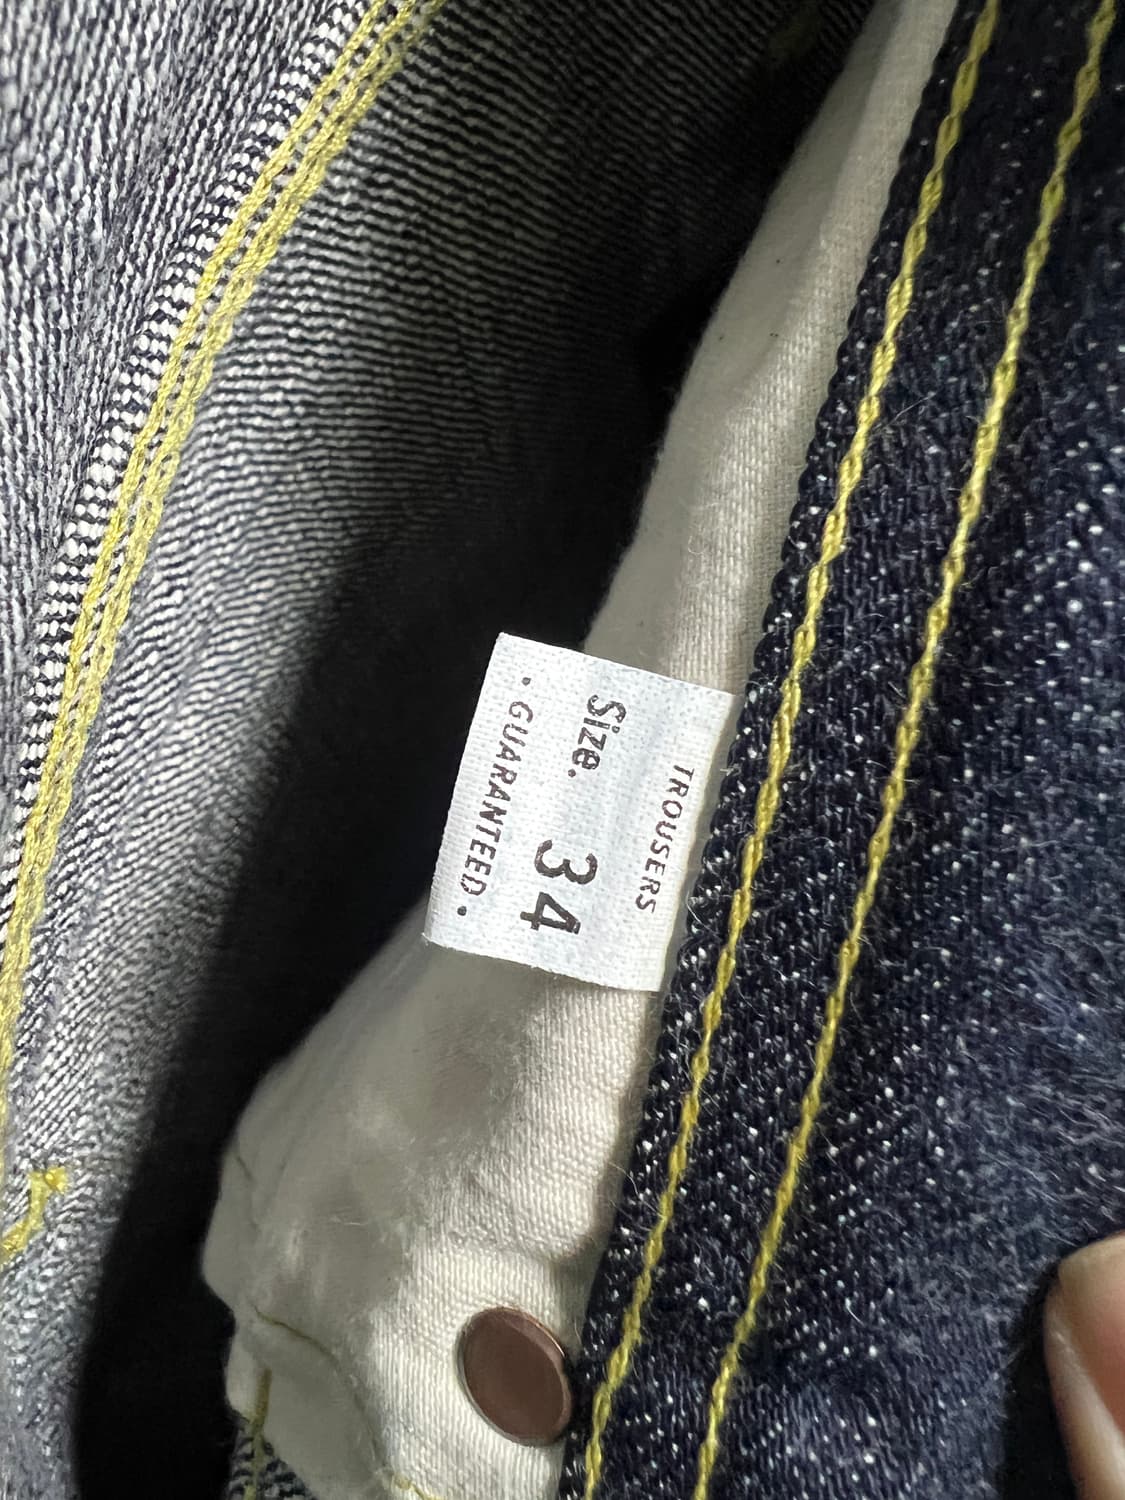 TROUSERS
Size. 34
• GUARANTEED •